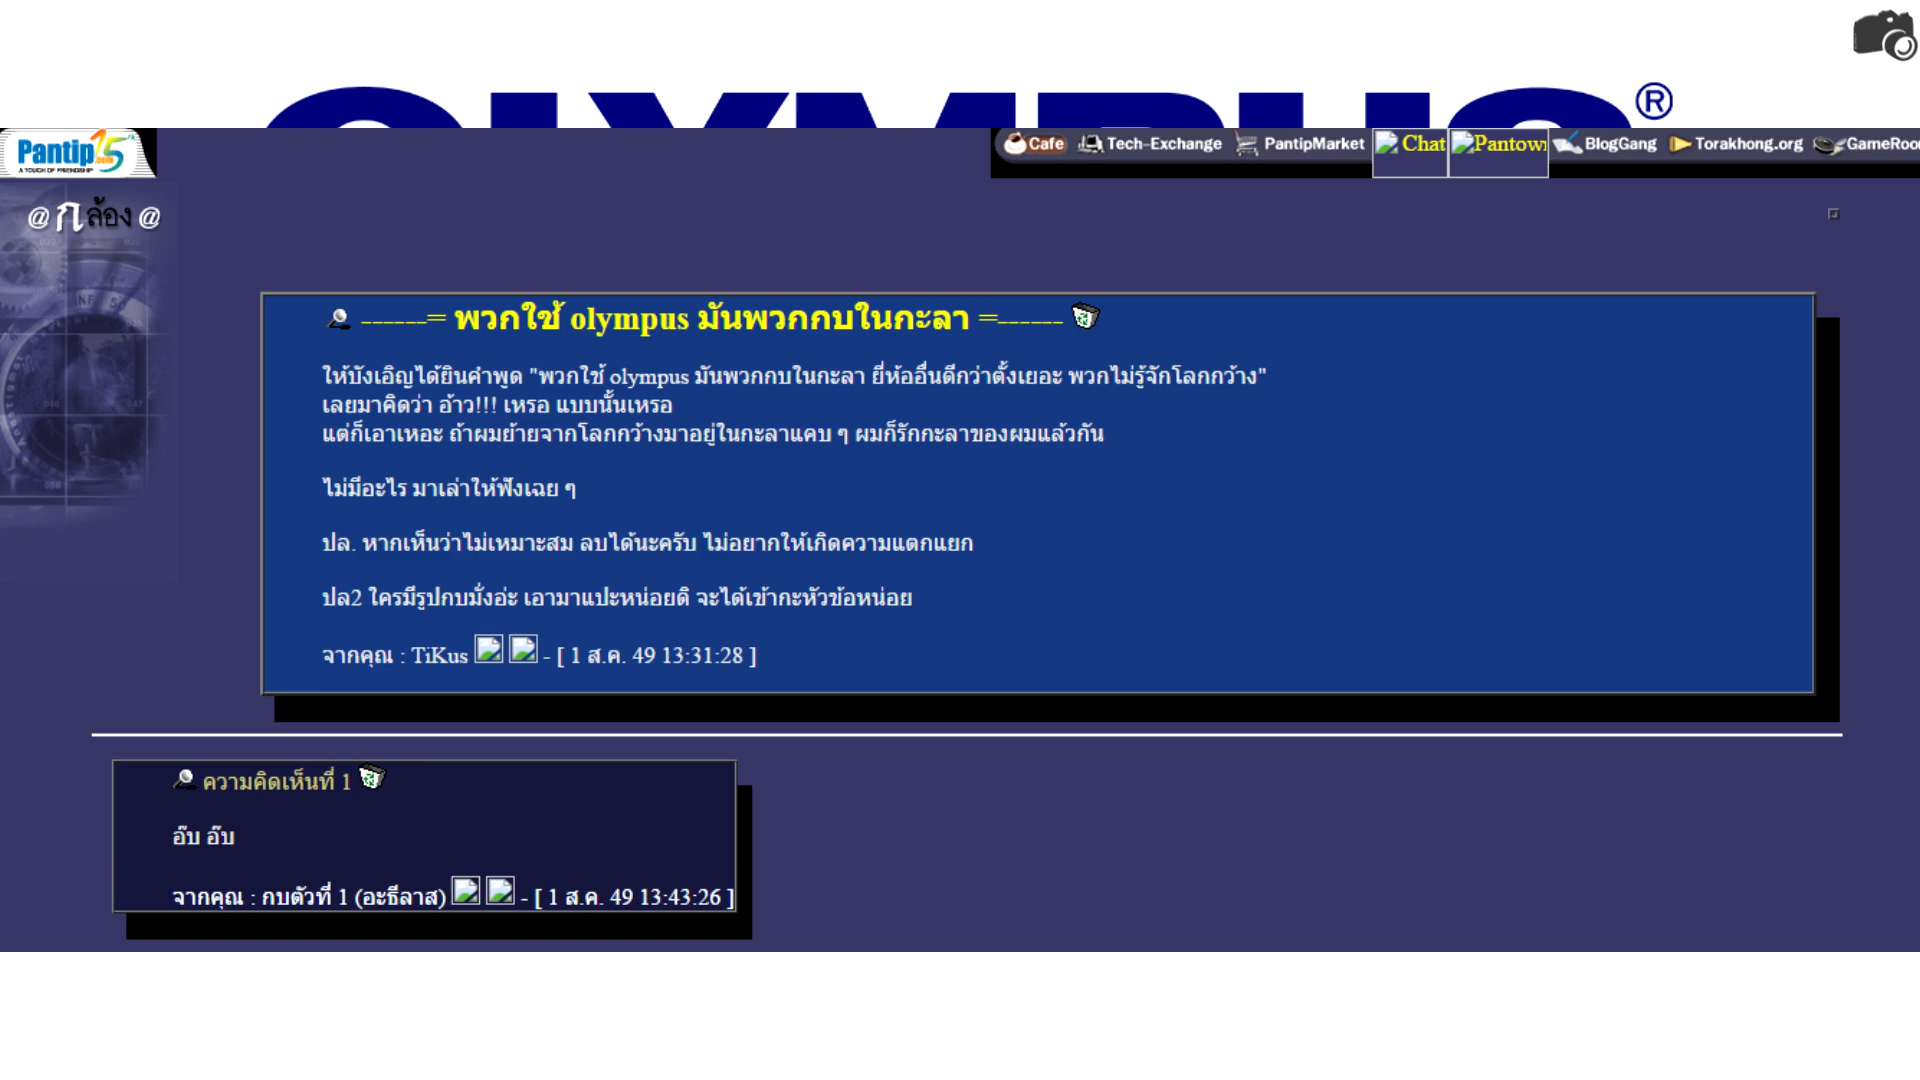 OLYMPUS®
Pantip.com 15
A TOUCH OF FRIENDSHIP
Cafe Tech-Exchange PantipMarket Chat Pantown BlogGang Torakhong.org GameRoo
@ กล้อง @
------= พวกใช้ olympus มันพวกกบในกะลา =------
ให้บังเอิญได้ยินคำพูด "พวกใช้ olympus มันพวกกบในกะลา ยี่ห้ออื่นดีกว่าตั้งเยอะ พวกไม่รู้จักโลกกว้าง"
เลยมาคิดว่า อ้าว!!! เหรอ แบบนั้นเหรอ
แต่ก็เอาเหอะ ถ้าผมย้ายจากโลกกว้างมาอยู่ในกะลาแคบ ๆ ผมก็รักกะลาของผมแล้วกัน
ไม่มีอะไร มาเล่าให้ฟังเฉย ๆ
ปล. หากเห็นว่าไม่เหมาะสม ลบได้นะครับ ไม่อยากให้เกิดความแตกแยก
ปล2 ใครมีรูปกบมั่งอ่ะ เอามาแปะหน่อยดิ จะได้เข้ากะหัวข้อหน่อย
จากคุณ : TiKus - [ 1 ส.ค. 49 13:31:28 ]
ความคิดเห็นที่ 1
อ๊บ อ๊บ
จากคุณ : กบตัวที่ 1 (อะธีลาส) - [ 1 ส.ค. 49 13:43:26 ]